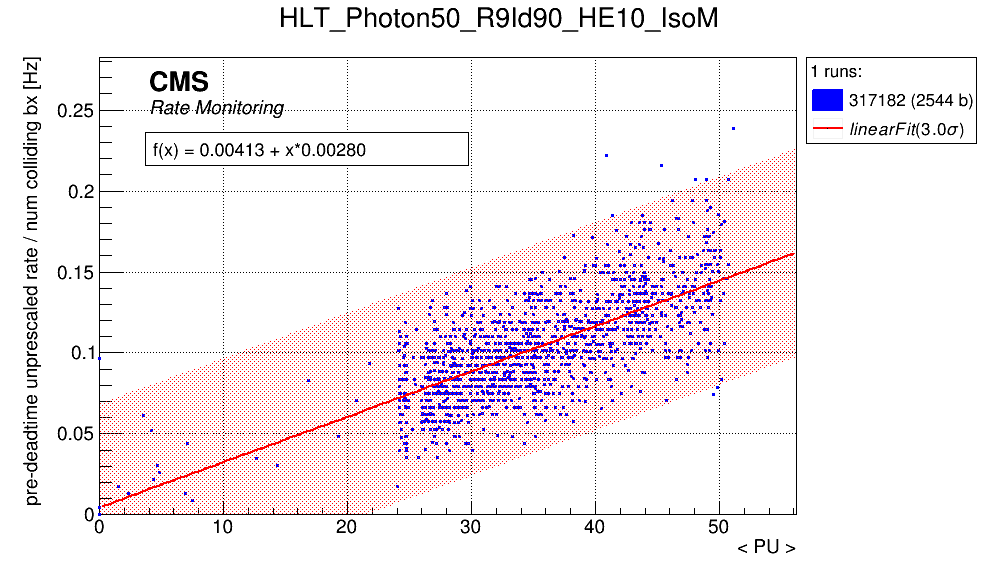 HLT_Photon50_R9Id90_HE10_IsoM
pre-deadtime unprescaled rate / num colliding bx [Hz]
CMS
Rate Monitoring
f(x) = 0.00413 + x*0.00280
1 runs:
317182 (2544 b)
linearFit(3.0σ)
0.25
0.2
0.15
0.1
0.05
0
0 10 20 30 40 50
< PU >